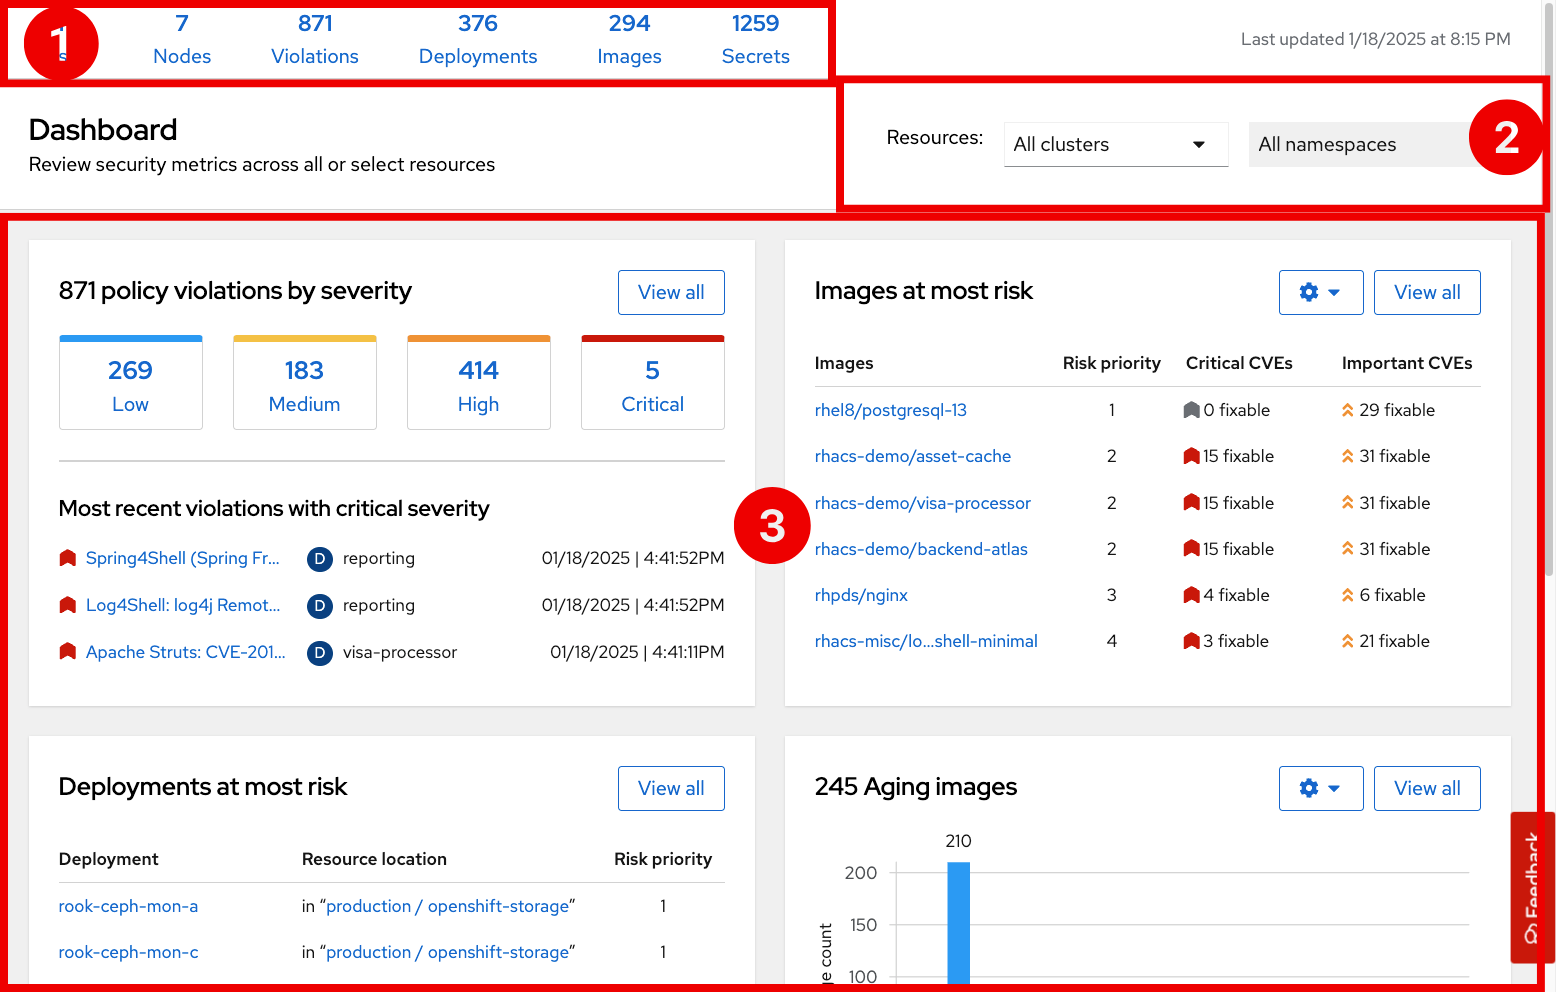 1
7 871 376 294 1259
s Nodes Violations Deployments Images Secrets
Last updated 1/18/2025 at 8:15 PM
Dashboard
Review security metrics across all or select resources
Resources: All clusters All namespaces 2
871 policy violations by severity View all
269 183 414 5
Low Medium High Critical
Most recent violations with critical severity
Spring4Shell (Spring Fr... D reporting 01/18/2025 | 4:41:52PM
Log4Shell: log4j Remot... D reporting 01/18/2025 | 4:41:52PM
Apache Struts: CVE-201... D visa-processor 01/18/2025 | 4:41:11PM
3
Images at most risk View all
Images Risk priority Critical CVEs Important CVEs
rhel8/postgresql-13 1 0 fixable 29 fixable
rhacs-demo/asset-cache 2 15 fixable 31 fixable
rhacs-demo/visa-processor 2 15 fixable 31 fixable
rhacs-demo/backend-atlas 2 15 fixable 31 fixable
rhpds/nginx 3 4 fixable 6 fixable
rhacs-misc/lo...shell-minimal 4 3 fixable 21 fixable
Deployments at most risk View all
Deployment Resource location Risk priority
rook-ceph-mon-a in “production / openshift-storage” 1
rook-ceph-mon-c in “production / openshift-storage” 1
245 Aging images View all
210
200
150
100
ge count
Feedback